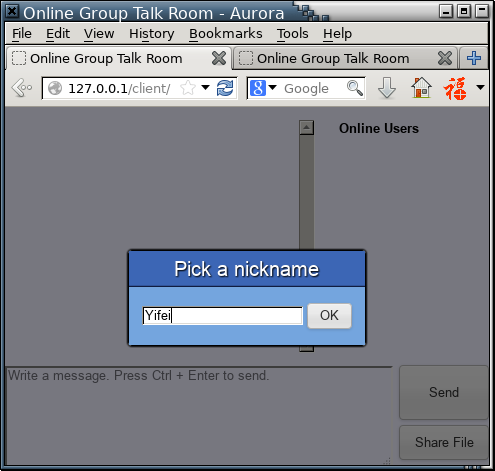 Online Group Talk Room - Aurora
File Edit View History Bookmarks Tools Help
Online Group Talk Room Online Group Talk Room
127.0.0.1/client/ 8 Google 福
Online Users
Pick a nickname
Yifei OK
Write a message. Press Ctrl + Enter to send.
Send
Share File